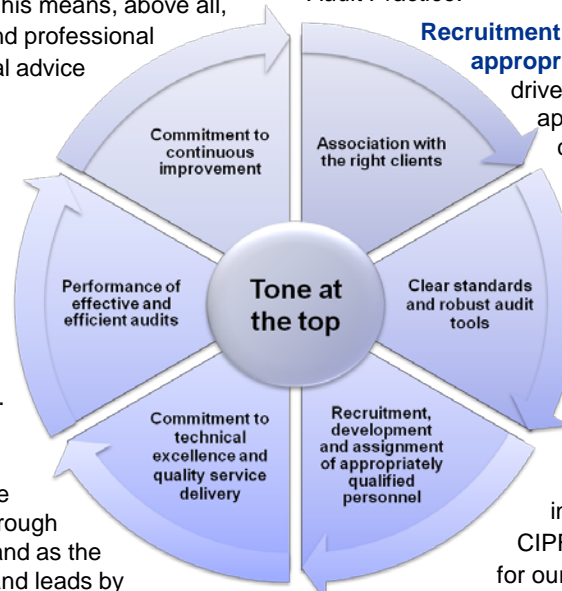 his means, above all,
nd professional
al advice
Recruitment
appropr
drive
ap
Commitment to
continuous
improvement
Association with
the right clients
Clear standards
and robust audit
tools
Recruitment,
development
and assignment
of appropriately
qualified
personnel
Commitment to
technical
excellence and
quality service
delivery
Performance of
effective and
efficient audits
Tone at
the top
rough
and as the
and leads by
in
CIPF
for our